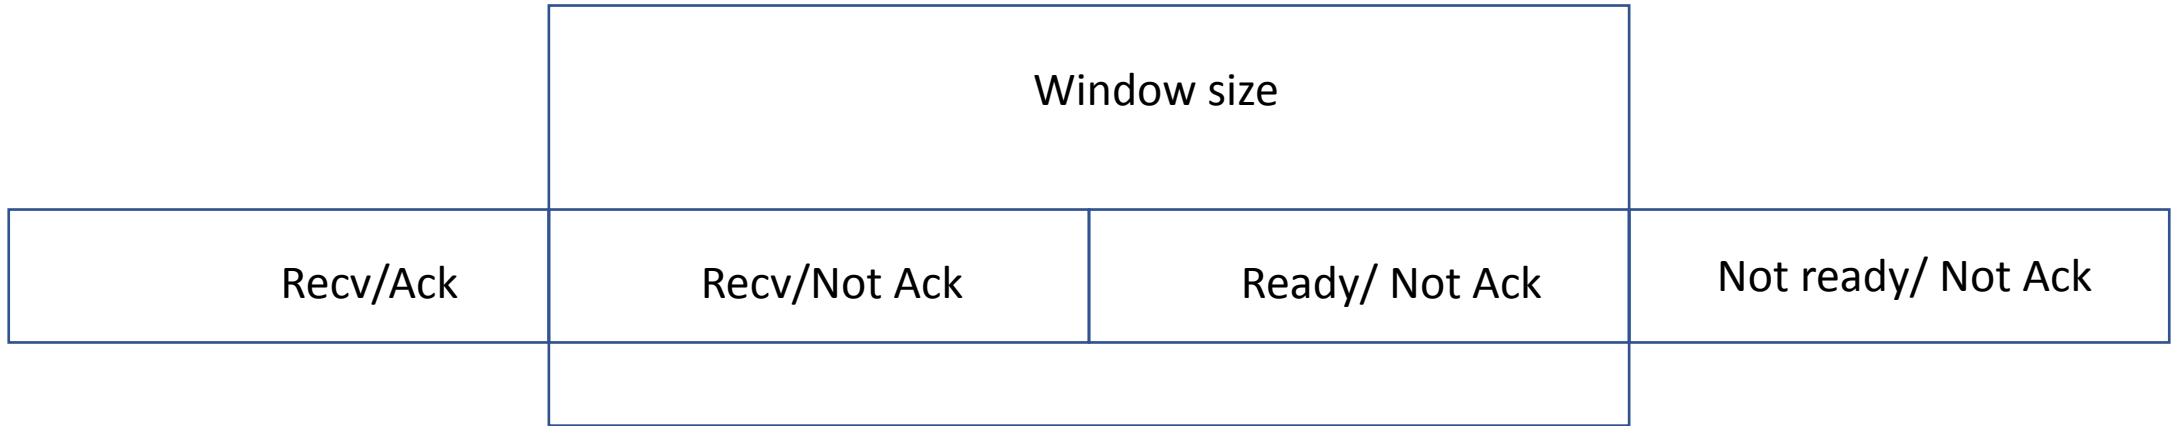 Window size
Recv/Ack
Recv/Not Ack
Ready/ Not Ack
Not ready/ Not Ack